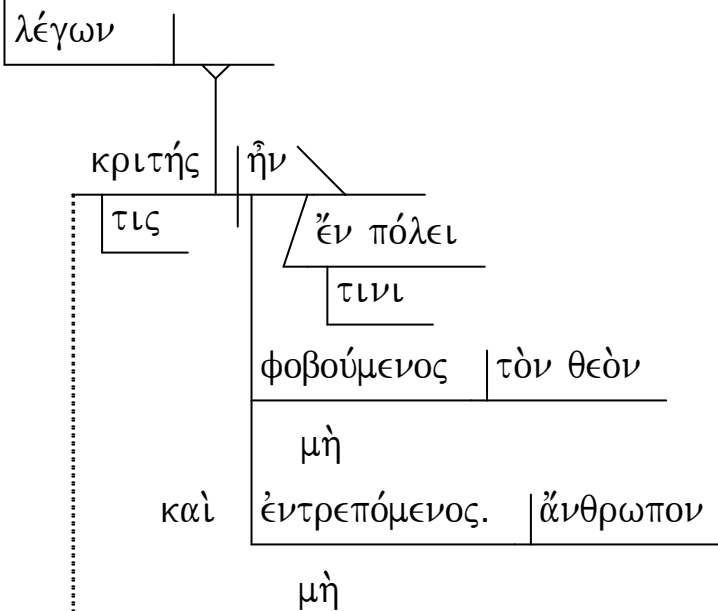 λέγων
κριτής ἦν
τις ἔν πόλει
τινι
φοβούμενος τὸν θεὸν
μὴ
καὶ ἐντρεπόμενος. ἄνθρωπον
μὴ